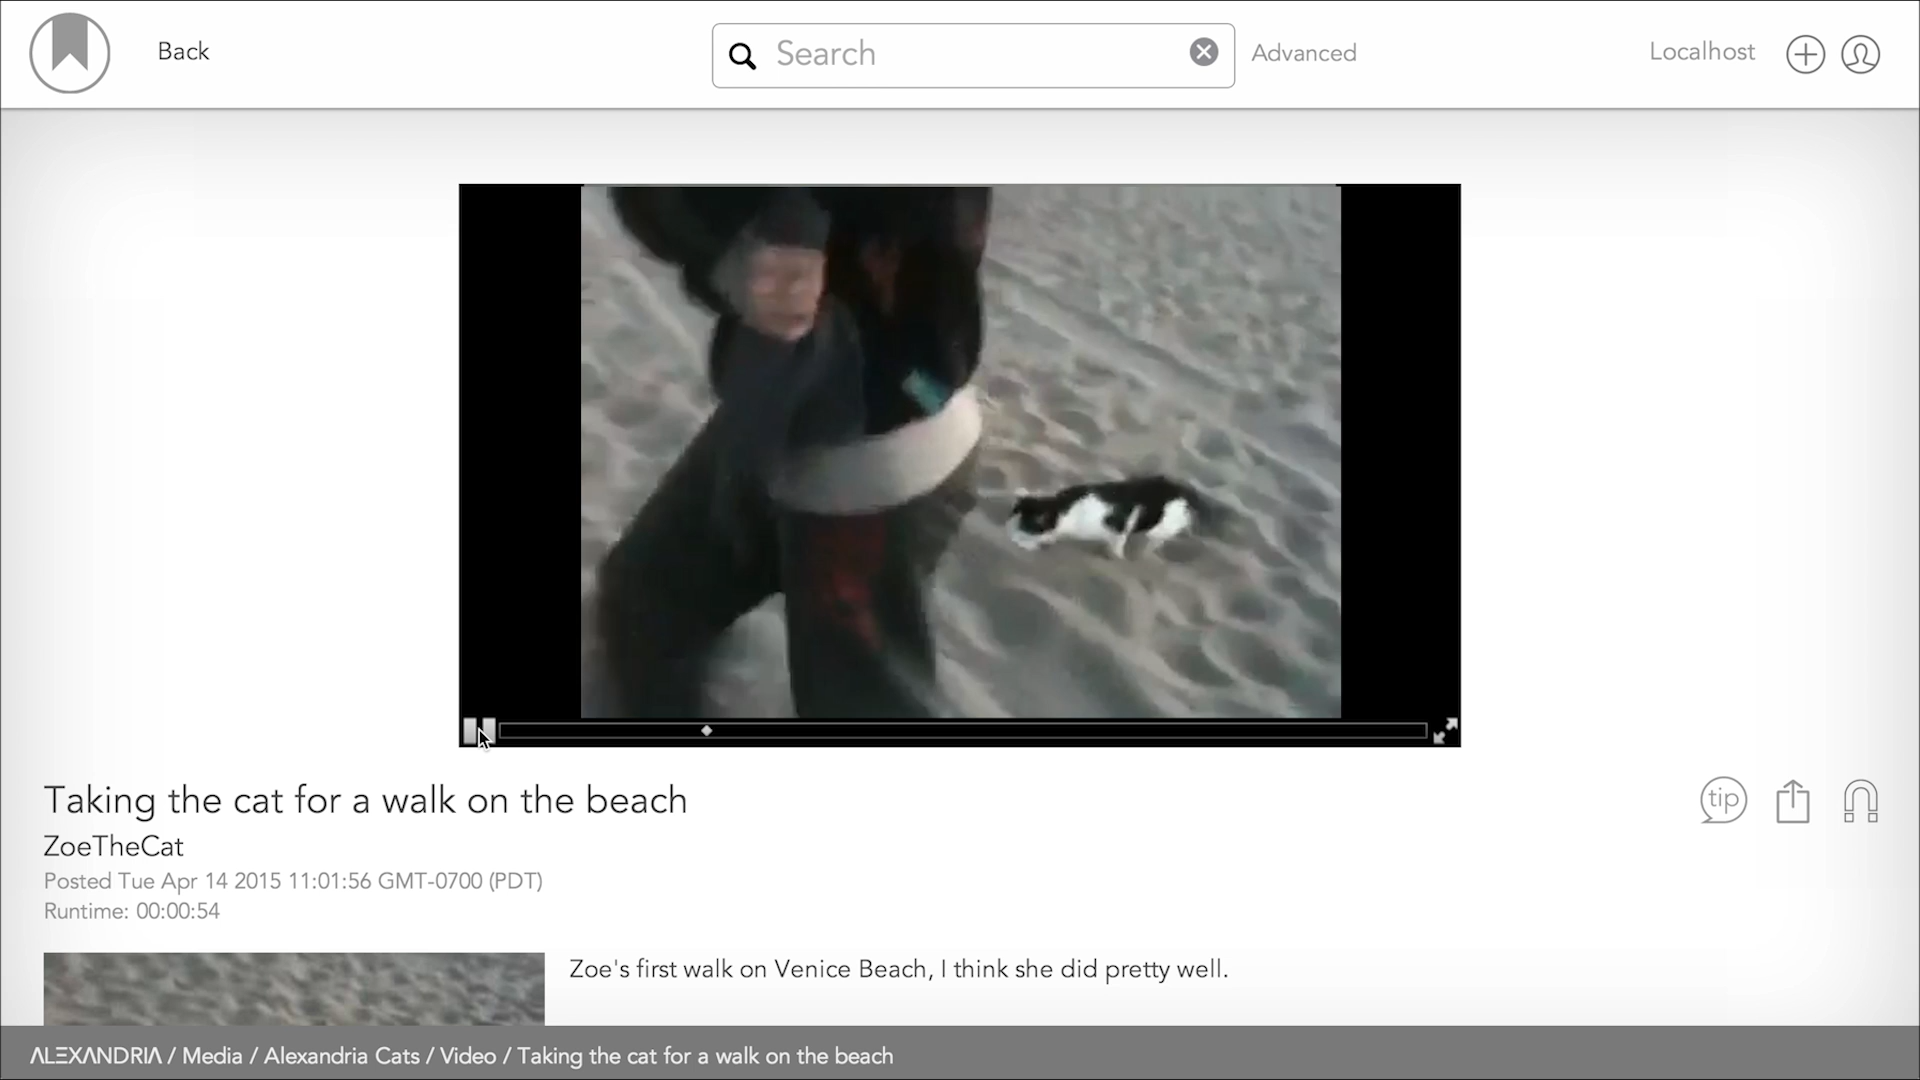 Back
Search
Advanced
Localhost
Taking the cat for a walk on the beach
tip
ZoeTheCat
Posted Tue Apr 14 2015 11:01:56 GMT-0700 (PDT)
Runtime: 00:00:54
Zoe's first walk on Venice Beach, I think she did pretty well.
ALEXANDRIA / Media / Alexandria Cats / Video / Taking the cat for a walk on the beach